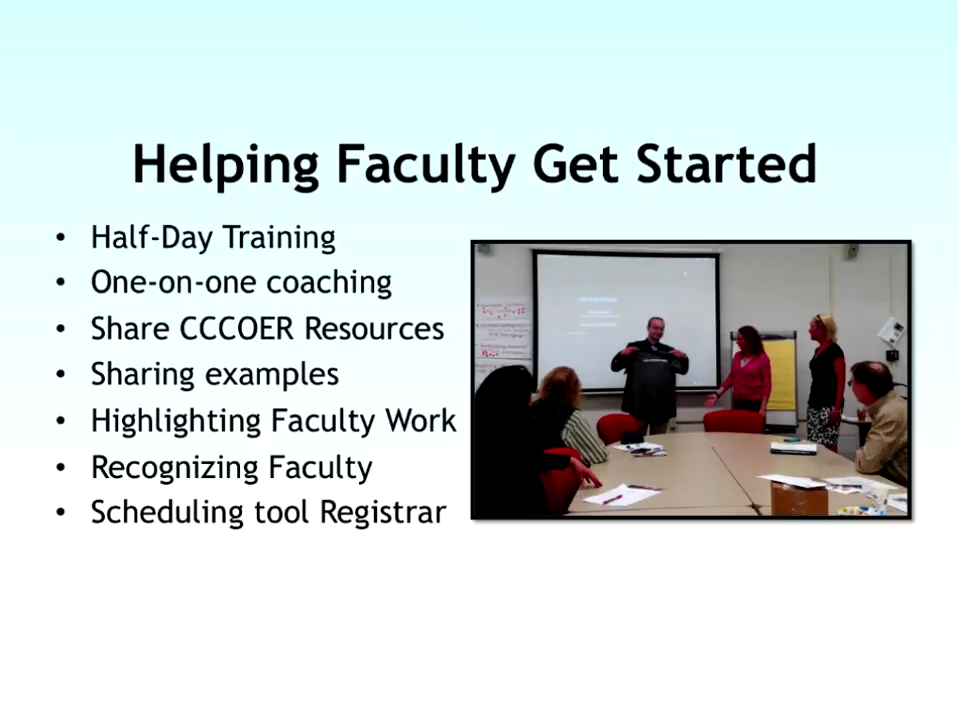 Helping Faculty Get Started
• Half-Day Training
• One-on-one coaching
• Share CCCOER Resources
• Sharing examples
• Highlighting Faculty Work
• Recognizing Faculty
• Scheduling tool Registrar